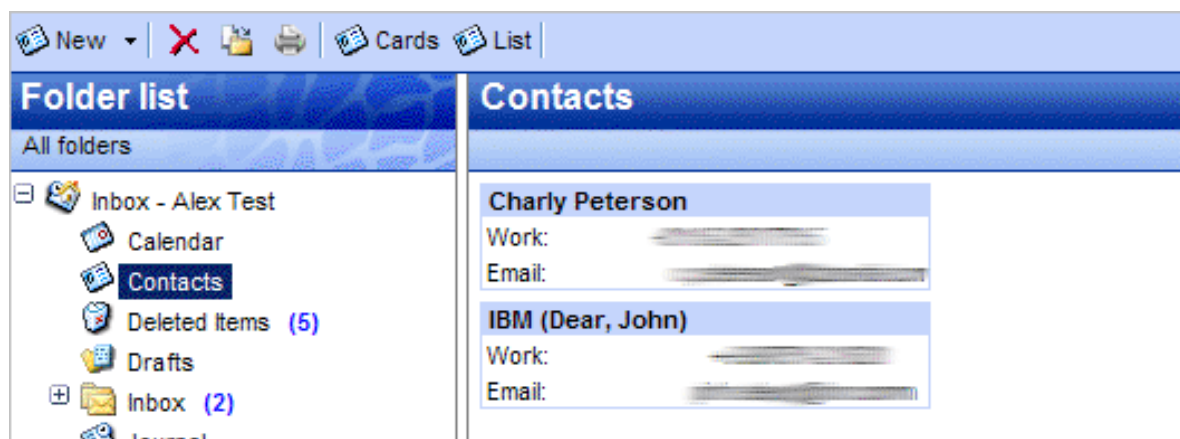 New Cards List
Folder list
All folders
Inbox - Alex Test
Calendar
Contacts
Deleted Items (5)
Drafts
Inbox (2)
Contacts
Charly Peterson
Work:
Email:
IBM (Dear, John)
Work:
Email: